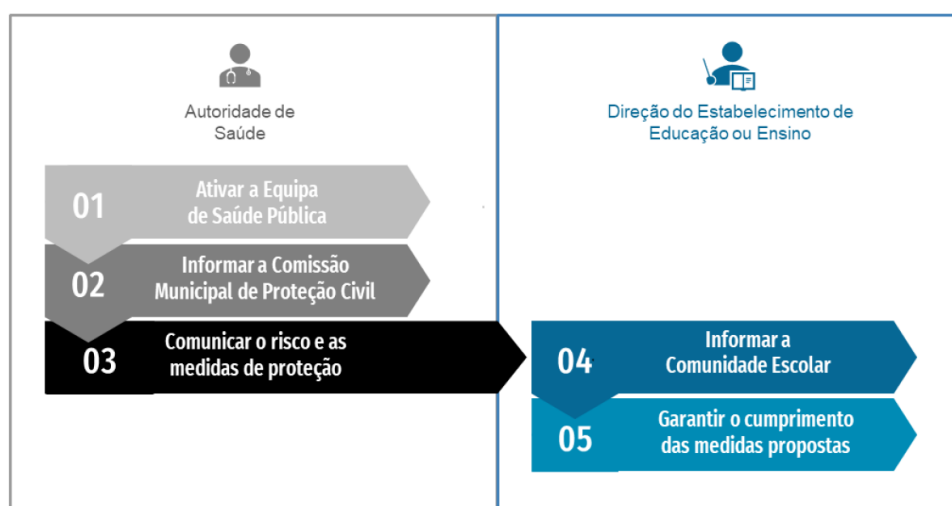 Autoridade de
Saúde
01
Ativar a Equipa
de Saúde Pública
02
Informar a Comissão
Municipal de Proteção Civil
03
Comunicar o risco e as
medidas de proteção
Direção do Estabelecimento de
Educação ou Ensino
04
Informar a
Comunidade Escolar
05
Garantir o cumprimento
das medidas propostas